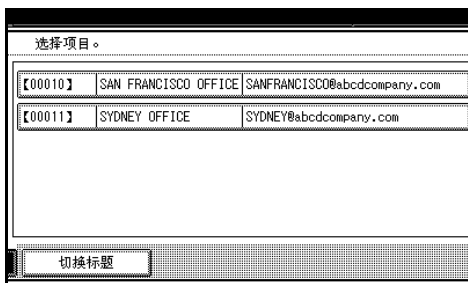 选择项目。
【00010】 SAN FRANCISCO OFFICE SANFRANCISCO@abcdcompany.com
【00011】 SYDNEY OFFICE SYDNEY@abcdcompany.com
切换标题